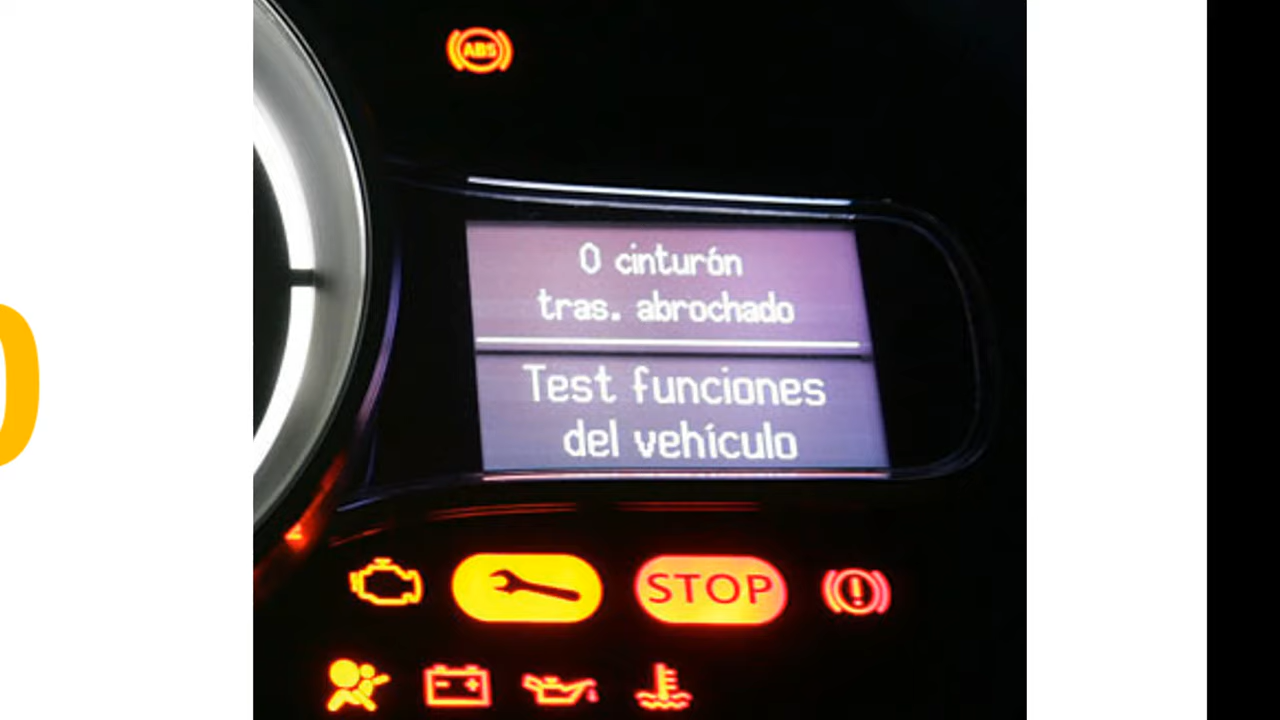 ABS
0 cinturón
tras. abrochado
Test funciones
del vehículo
STOP